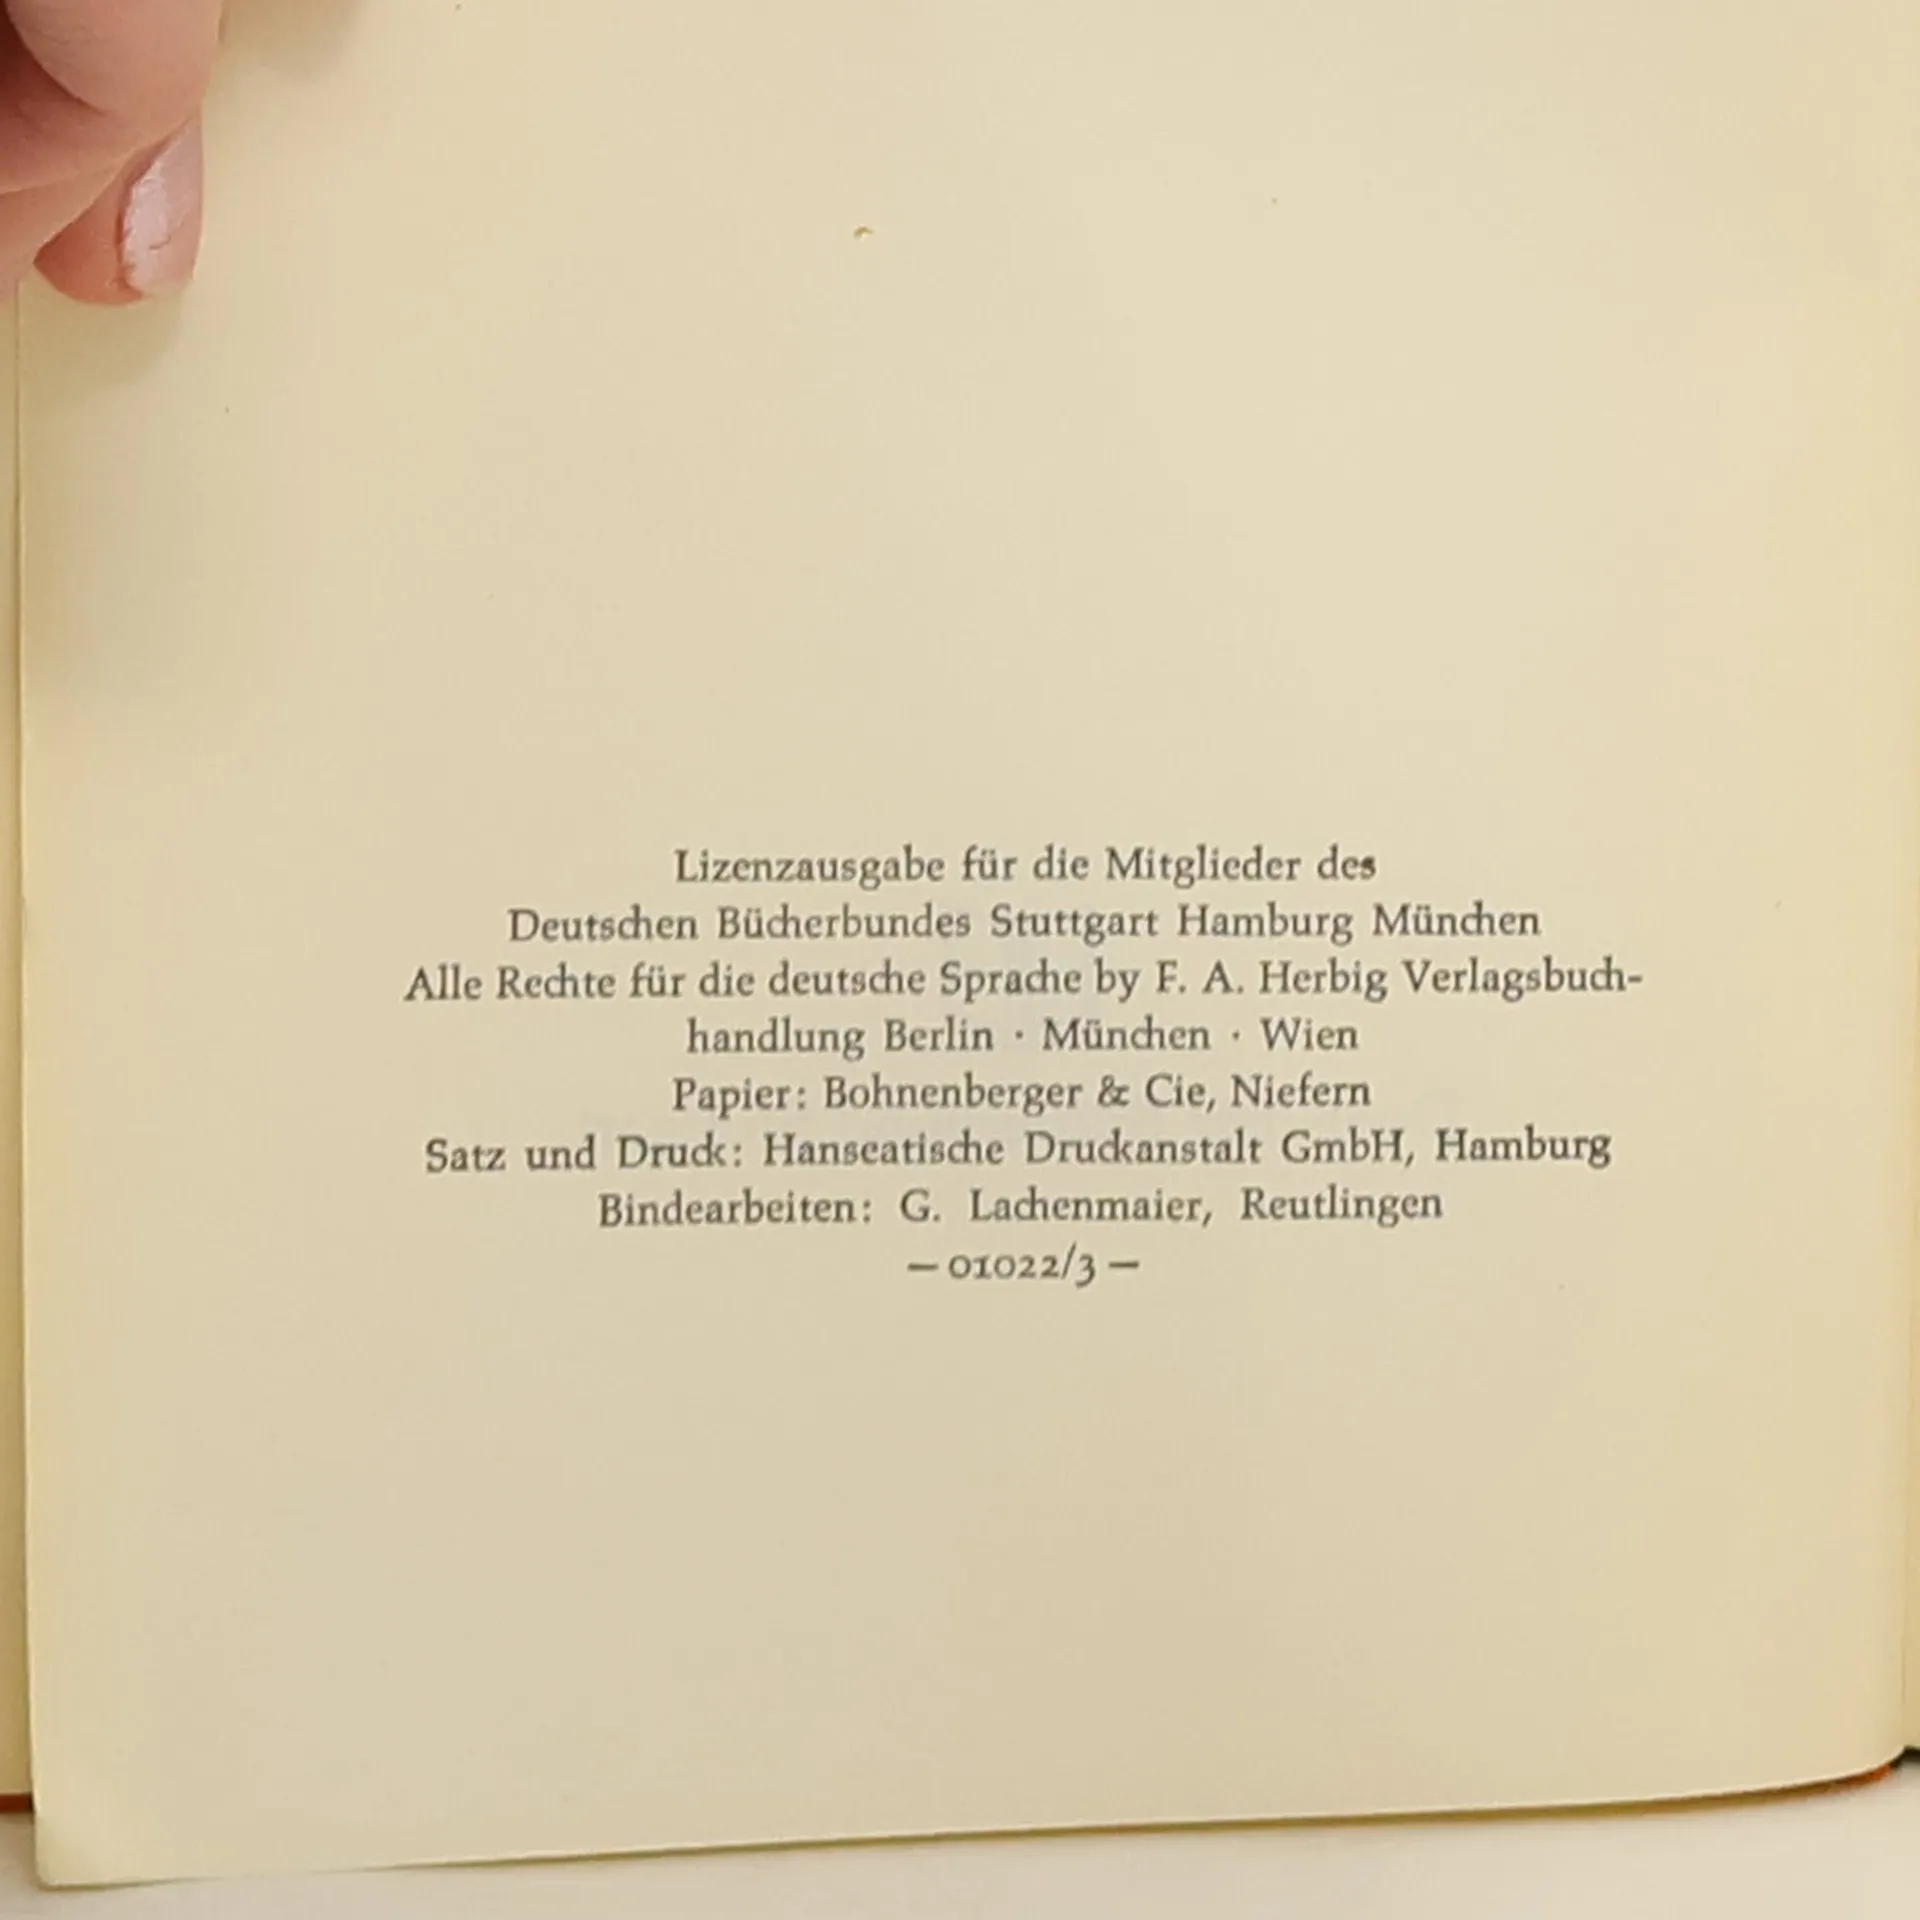 Lizenzausgabe für die Mitglieder des
Deutschen Bücherbundes Stuttgart Hamburg München
Alle Rechte für die deutsche Sprache by F. A. Herbig Verlagsbuch-
handlung Berlin · München · Wien
Papier: Bohnenberger & Cie, Niefern
Satz und Druck: Hanseatische Druckanstalt GmbH, Hamburg
Bindearbeiten: G. Lachenmaier, Reutlingen
— 01022/3 —